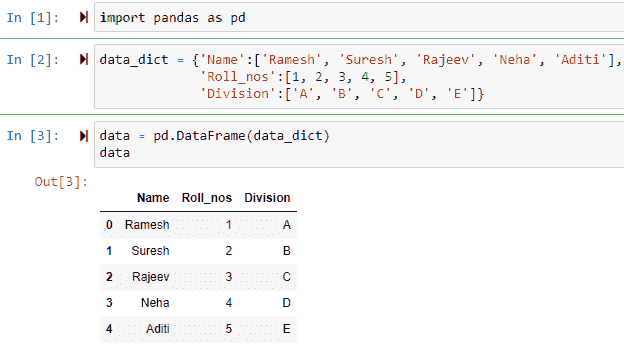 In [1]: import pandas as pd
In [2]: data_dict = {'Name':['Ramesh', 'Suresh', 'Rajeev', 'Neha', 'Aditi'],
'Roll_nos':[1, 2, 3, 4, 5],
'Division':['A', 'B', 'C', 'D', 'E']}
In [3]: data = pd.DataFrame(data_dict)
data
Out[3]:
Name Roll_nos Division
0 Ramesh 1 A
1 Suresh 2 B
2 Rajeev 3 C
3 Neha 4 D
4 Aditi 5 E